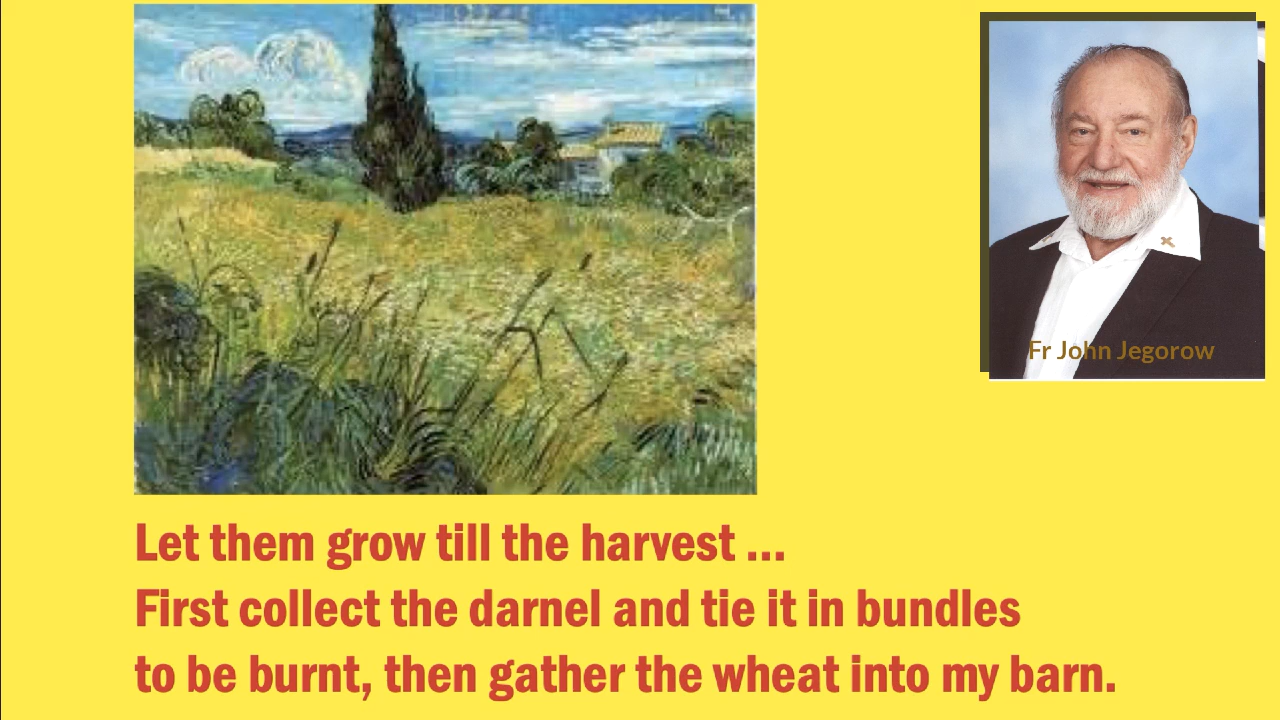 Fr John Jegorow
Let them grow till the harvest ...
First collect the darnel and tie it in bundles
to be burnt, then gather the wheat into my barn.